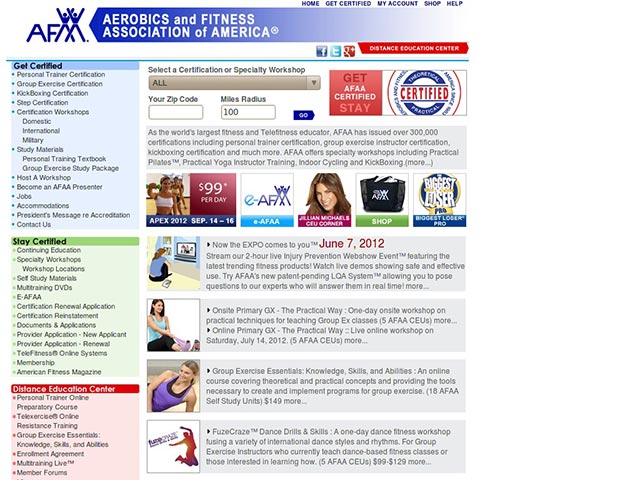 HOME GET CERTIFIED MY ACCOUNT SHOP HELP
AFAA
AEROBICS and FITNESS
ASSOCIATION of AMERICA®
DISTANCE EDUCATION CENTER
Get Certified
Personal Trainer Certification
Group Exercise Certification
KickBoxing Certification
Step Certification
Certification Workshops
Domestic
International
Military
Study Materials
Personal Training Textbook
Group Exercise Study Package
Host A Workshop
Become an AFAA Presenter
Jobs
Accommodations
President's Message re Accreditation
Contact Us
Stay Certified
Continuing Education
Specialty Workshops
Workshop Locations
Self Study Materials
Multitraining DVDs
E-AFAA
Certification Renewal Application
Certification Reinstatement
Documents & Applications
Provider Application - New Applicant
Provider Application - Renewal
TeleFitness® Online Systems
Membership
American Fitness Magazine
Distance Education Center
Personal Trainer Online
Preparatory Course
Telexercise® Online
Resistance Training
Group Exercise Essentials:
Knowledge, Skills, and Abilities
Enrollment Agreement
Multitraining Live™
Member Forums
Select a Certification or Specialty Workshop
ALL
Your Zip Code Miles Radius
100
GO
GET
AFAA CERTIFIED
STAY
THEORETICAL
CERTIFIED
PRACTICAL
As the world's largest fitness and Telefitness educator, AFAA has issued over 300,000
certifications including personal trainer certification, group exercise instructor certification,
kickboxing certification and much more. AFAA offers specialty workshops including Practical
Pilates™, Practical Yoga Instructor Training, Indoor Cycling and KickBoxing.(more...)
$99*
PER DAY
APEX 2012 SEP. 14 – 16
e-AFAA
e-AFAA
JILLIAN MICHAELS
CEU CORNER
AFAA
SHOP
BIGGEST LOSER PRO
BIGGEST LOSER®
PRO
Now the EXPO comes to you™ June 7, 2012
Stream our 2-hour live Injury Prevention Webshow Event™ featuring the
latest trending fitness products! Watch live demos showing safe and effective
use. Try AFAA's new patent-pending LQA System™ allowing you to pose
questions to our experts who will answer them in real time! more...
Onsite Primary GX - The Practical Way : One-day onsite workshop on
practical techniques for teaching Group Ex classes (5 AFAA CEUs) more...
Online Primary GX - The Practical Way :: Live online workshop on
Saturday, July 14, 2012. (5 AFAA CEUs) more...
Group Exercise Essentials: Knowledge, Skills, and Abilities : An online
course covering theoretical and practical concepts and providing the tools
necessary to create and implement programs for group exercise. (18 AFAA
Self Study Units) $149 more...
FUZECRAZE
FuzeCraze™ Dance Drills & Skills : A one-day dance fitness workshop
fusing a variety of international dance styles and rhythms. For Group
Exercise Instructors who currently teach dance-based fitness classes or
those interested in learning how. (5 AFAA CEUs) $99-$129 more...